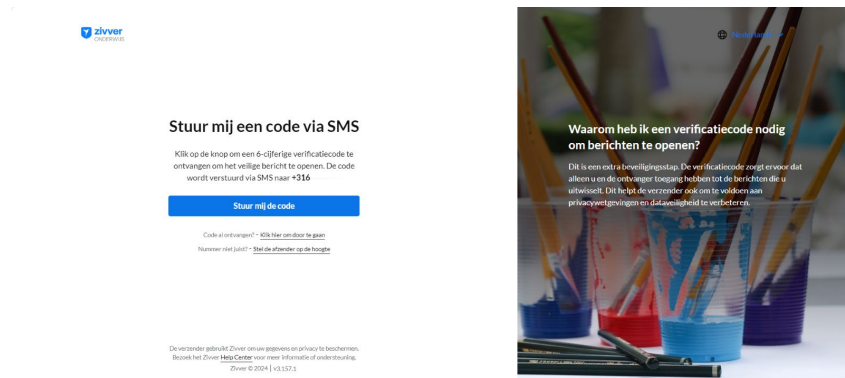 zivver
ONDERWIJS
Stuur mij een code via SMS
Klik op de knop om een 6-cijferige verificatiecode te
ontvangen om het veilige bericht te openen. De code
wordt verstuurd via SMS naar +316
Stuur mij de code
Code al ontvangen? - Klik hier om door te gaan
Nummer niet juist? - Stel de afzender op de hoogte
De verzender gebruikt Zivver om uw gegevens en privacy te beschermen.
Bezoek het Zivver Help Center voor meer informatie of ondersteuning.
Zivver © 2024 | v3.157.1
Nederlands
Waarom heb ik een verificatiecode nodig
om berichten te openen?
Dit is een extra beveiligingsstap. De verificatiecode zorgt ervoor dat
alleen u en de ontvanger toegang hebben tot de berichten die u
uitwisselt. Dit helpt de verzender ook om te voldoen aan
privacywetgevingen en dataveiligheid te verbeteren.